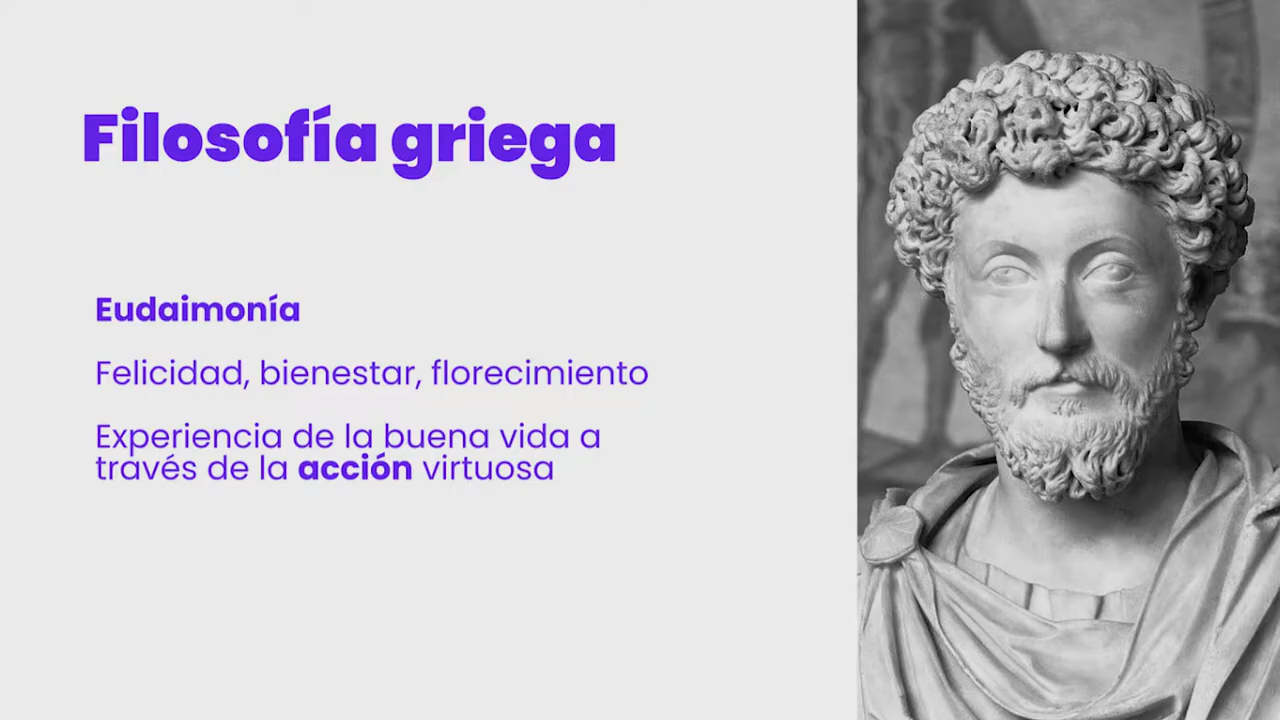 Filosofía griega
Eudaimonía
Felicidad, bienestar, florecimiento
Experiencia de la buena vida a
través de la acción virtuosa